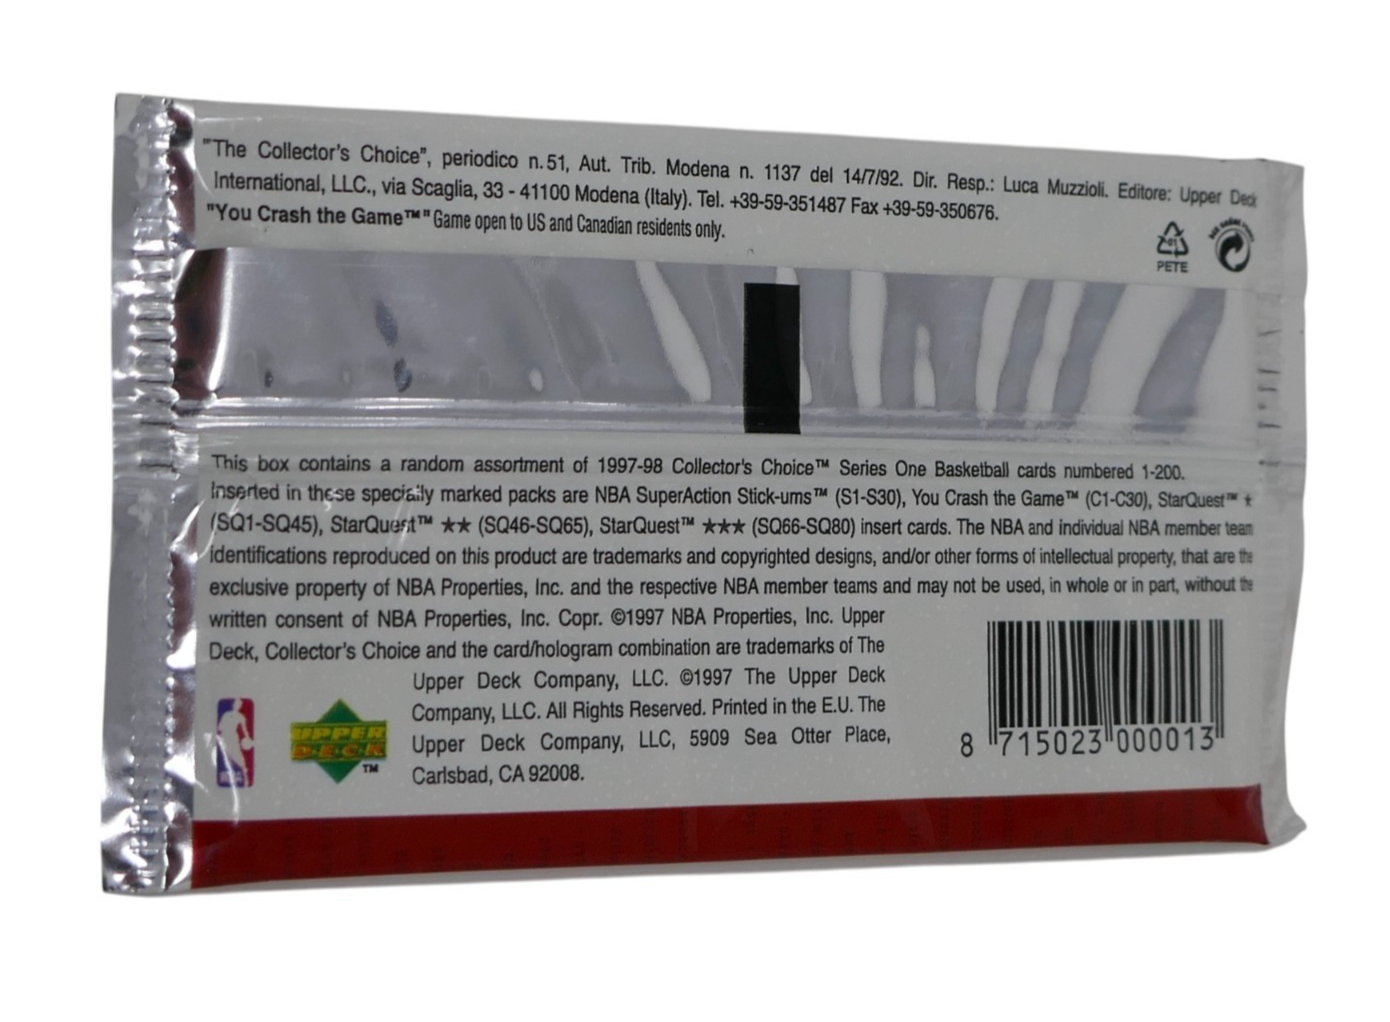 "The Collector's Choice", periodico n.51, Aut. Trib. Modena n. 1137 del 14/7/92. Dir. Resp.: Luca Muzzioli. Editore: Upper Deck
International, LLC., via Scaglia, 33 - 41100 Modena (Italy). Tel. +39-59-351487 Fax +39-59-350676.
"You Crash the Game™" Game open to US and Canadian residents only.
01
PETE
This box contains a random assortment of 1997-98 Collector's Choice™ Series One Basketball cards numbered 1-200.
Inserted in these specially marked packs are NBA SuperAction Stick-ums™ (S1-S30), You Crash the Game™ (C1-C30), StarQuest™ ★
(SQ1-SQ45), StarQuest™ ★★ (SQ46-SQ65), StarQuest™ ★★★ (SQ66-SQ80) insert cards. The NBA and individual NBA member team
identifications reproduced on this product are trademarks and copyrighted designs, and/or other forms of intellectual property, that are the
exclusive property of NBA Properties, Inc. and the respective NBA member teams and may not be used, in whole or in part, without the
written consent of NBA Properties, Inc. Copr. ©1997 NBA Properties, Inc. Upper
Deck, Collector's Choice and the card/hologram combination are trademarks of The
Upper Deck Company, LLC. ©1997 The Upper Deck
Company, LLC. All Rights Reserved. Printed in the E.U. The
Upper Deck Company, LLC, 5909 Sea Otter Place,
Carlsbad, CA 92008.
UPPER
DECK
™
8 715023 000013